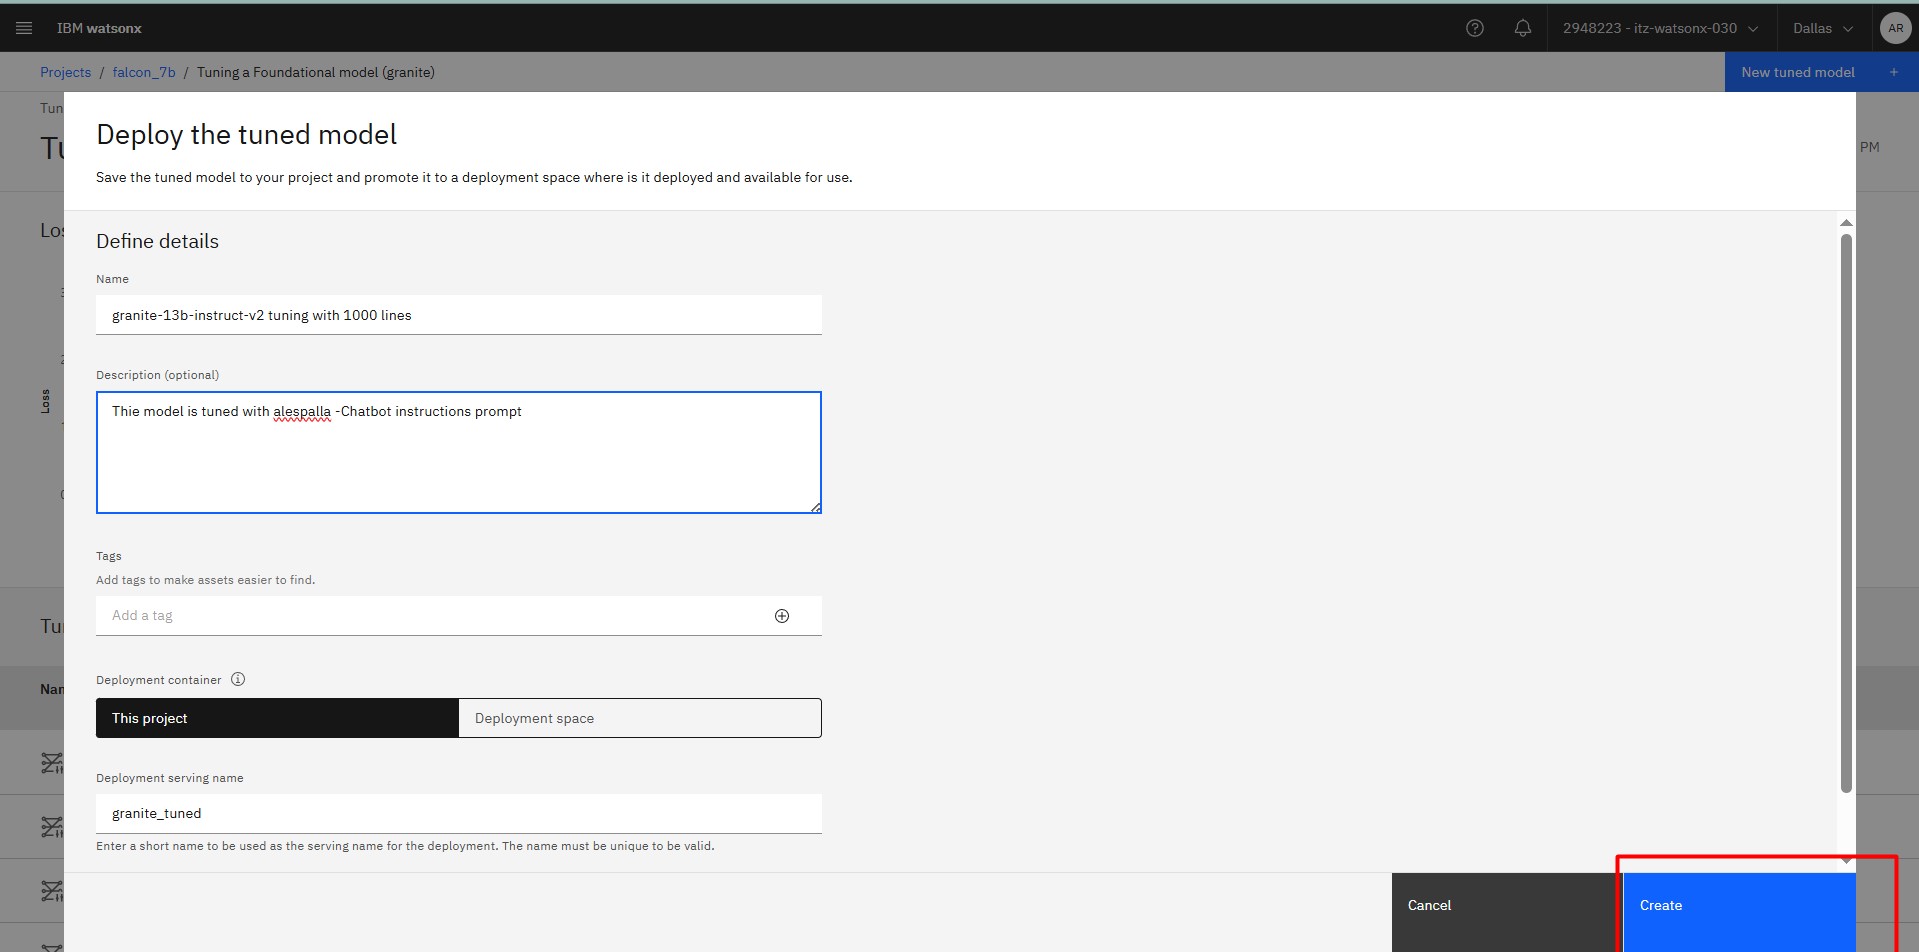 IBM watsonx
2948223 - itz-watsonx-030
Dallas
AR
Projects / falcon_7b / Tuning a Foundational model (granite)
New tuned model +
Tun
Tu
PM
Deploy the tuned model
Save the tuned model to your project and promote it to a deployment space where is it deployed and available for use.
Los
Define details
Name
granite-13b-instruct-v2 tuning with 1000 lines
Description (optional)
Loss
Thie model is tuned with alespalla -Chatbot instructions prompt
Tags
Add tags to make assets easier to find.
Add a tag
Tu
Deployment container
Nam
This project
Deployment space
Deployment serving name
granite_tuned
Enter a short name to be used as the serving name for the deployment. The name must be unique to be valid.
Cancel
Create